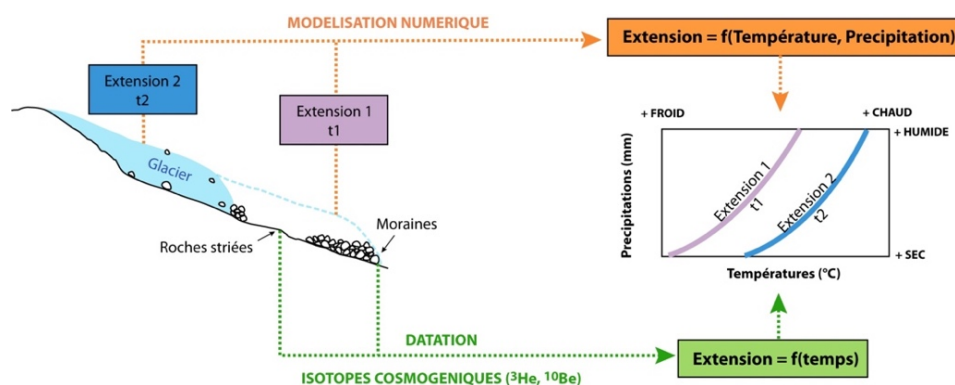 MODELISATION NUMERIQUE
Extension = f(Température, Precipitation)
Extension 2
t2
Extension 1
t1
Glacier
Roches striées
Moraines
+ FROID
+ CHAUD
+ HUMIDE
Precipitations (mm)
Extension 1
t1
Extension 2
t2
+ SEC
Températures (°C)
DATATION
ISOTOPES COSMOGENIQUES (³He, ¹⁰Be)
Extension = f(temps)